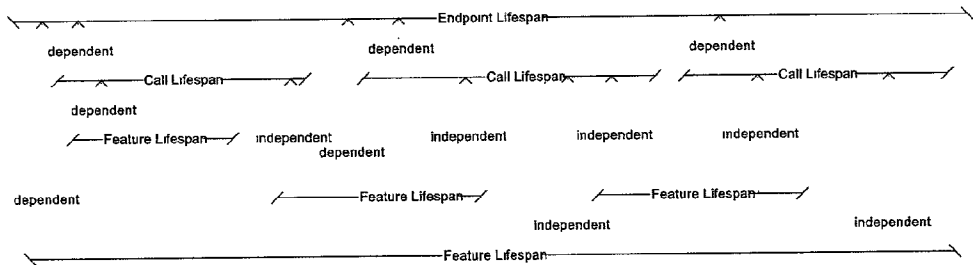 Endpoint Lifespan
dependent dependent dependent
Call Lifespan Call Lifespan Call Lifespan
dependent
Feature Lifespan independent independent independent independent
dependent
dependent Feature Lifespan Feature Lifespan
independent independent
Feature Lifespan